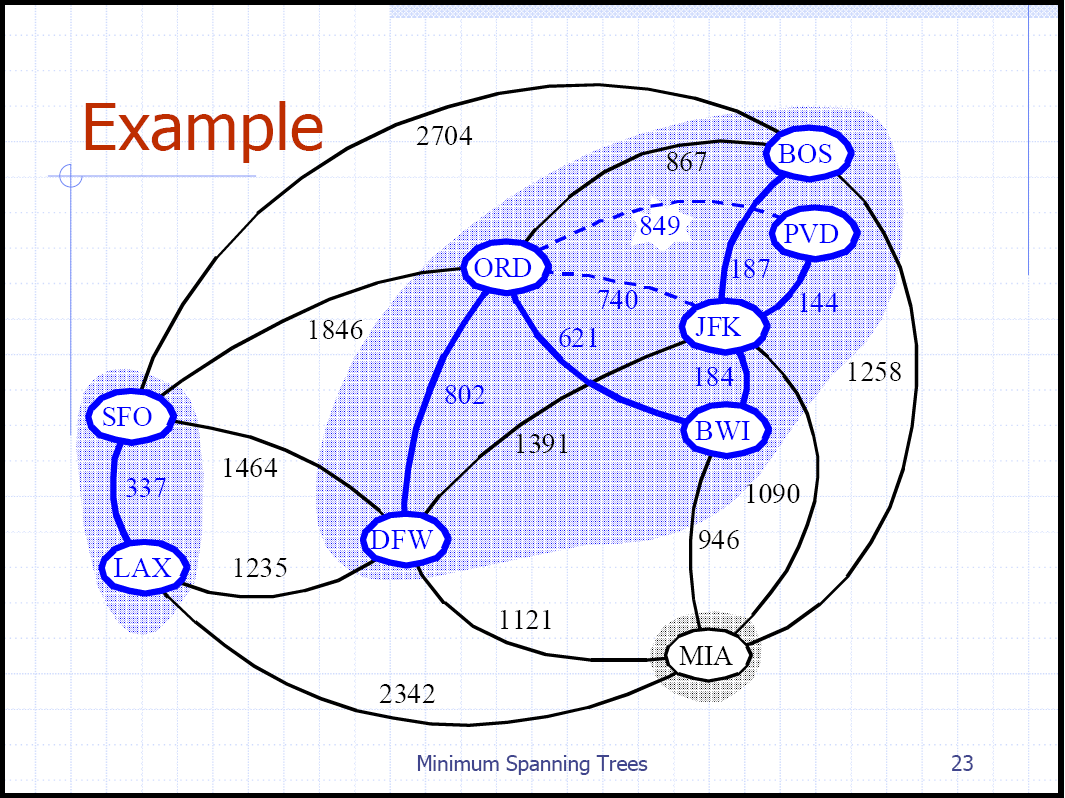 Example
2704
BOS
867
849
PVD
ORD
187
740
144
JFK
1846
621
1258
184
802
SFO
BWI
1391
1464
337
1090
DFW
946
LAX
1235
1121
MIA
2342
Minimum Spanning Trees
23